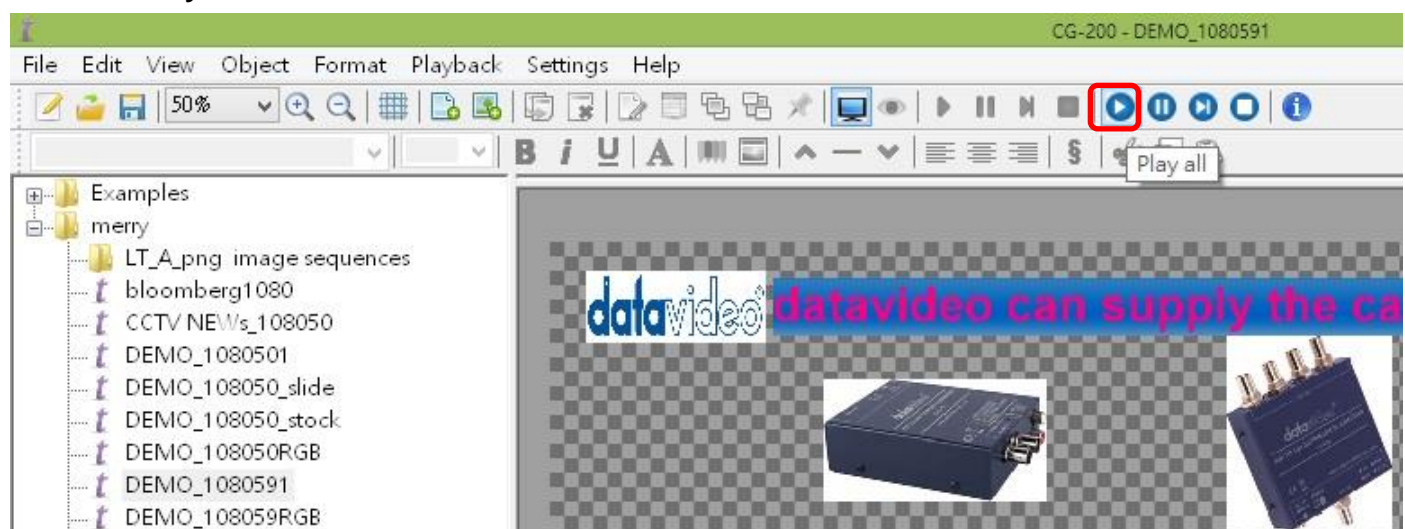 CG-200 - DEMO_1080591
File Edit View Object Format Playback Settings Help
50%
B i U A §
Play all
Examples
merry
LT_A_png image sequences
bloomberg1080
CCTV NEWs_108050
DEMO_1080501
DEMO_108050_slide
DEMO_108050_stock
DEMO_108050RGB
DEMO_1080591
DEMO_108059RGB
datavideo datavideo can supply the ca
datavideo